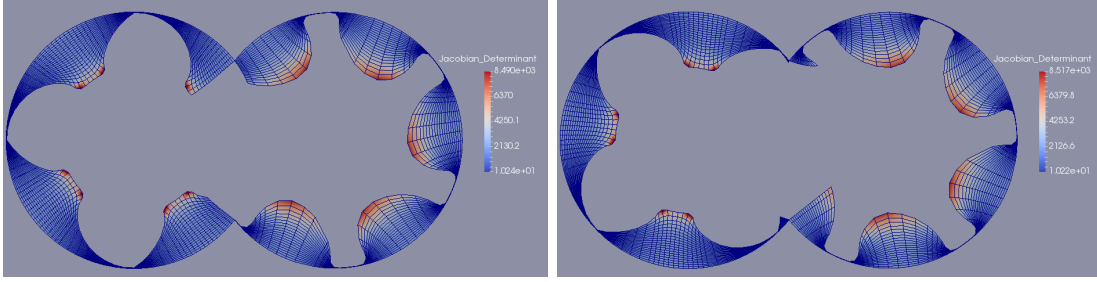 Jacobian_Determinant
8.490e+03
6370
4250.1
2130.2
1.024e+01
Jacobian_Determinant
8.517e+03
6379.8
4253.2
2126.6
1.022e+01